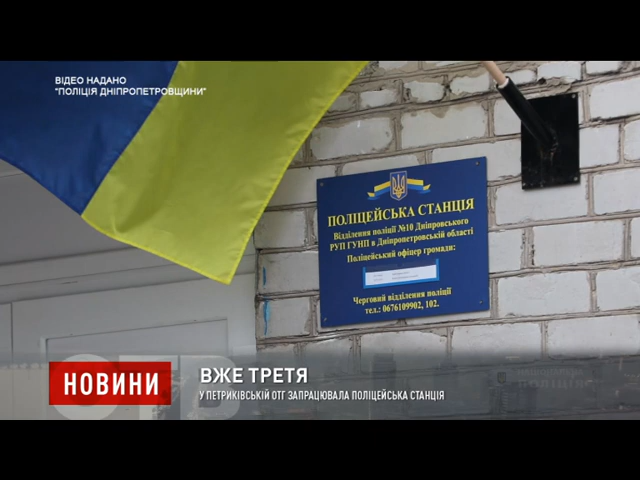 ВІДЕО НАДАНО
"ПОЛІЦІЯ ДНІПРОПЕТРОВЩИНИ"
ПОЛІЦЕЙСЬКА СТАНЦІЯ
Відділення поліції №10 Дніпровського
РУП ГУНП в Дніпропетровській області
Поліцейський офіцер громади:
Черговий відділення поліції
тел.: 0676109902, 102.
НОВИНИ
ВЖЕ ТРЕТЯ
У ПЕТРИКІВСЬКІЙ ОТГ ЗАПРАЦЮВАЛА ПОЛІЦЕЙСЬКА СТАНЦІЯ